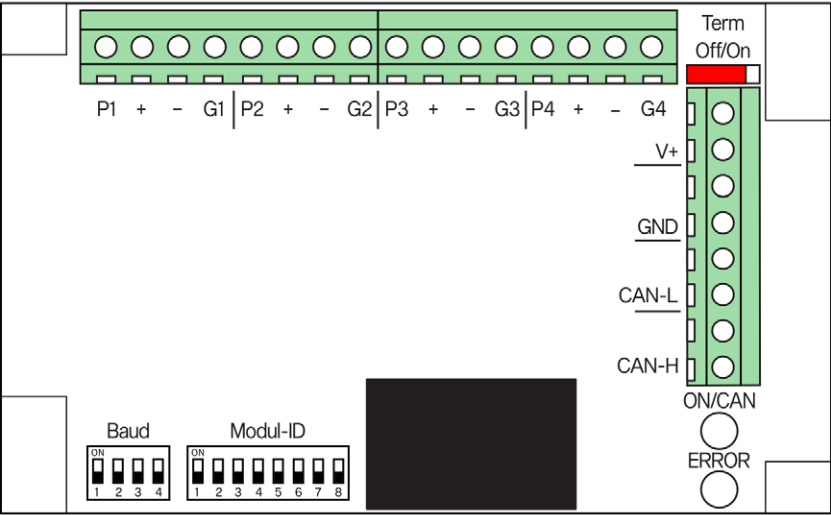 Term
Off/On
P1 + − G1 P2 + − G2 P3 + − G3 P4 + − G4
V+
GND
CAN-L
CAN-H
ON/CAN
ERROR
Baud
ON
1 2 3 4
Modul-ID
ON
1 2 3 4 5 6 7 8